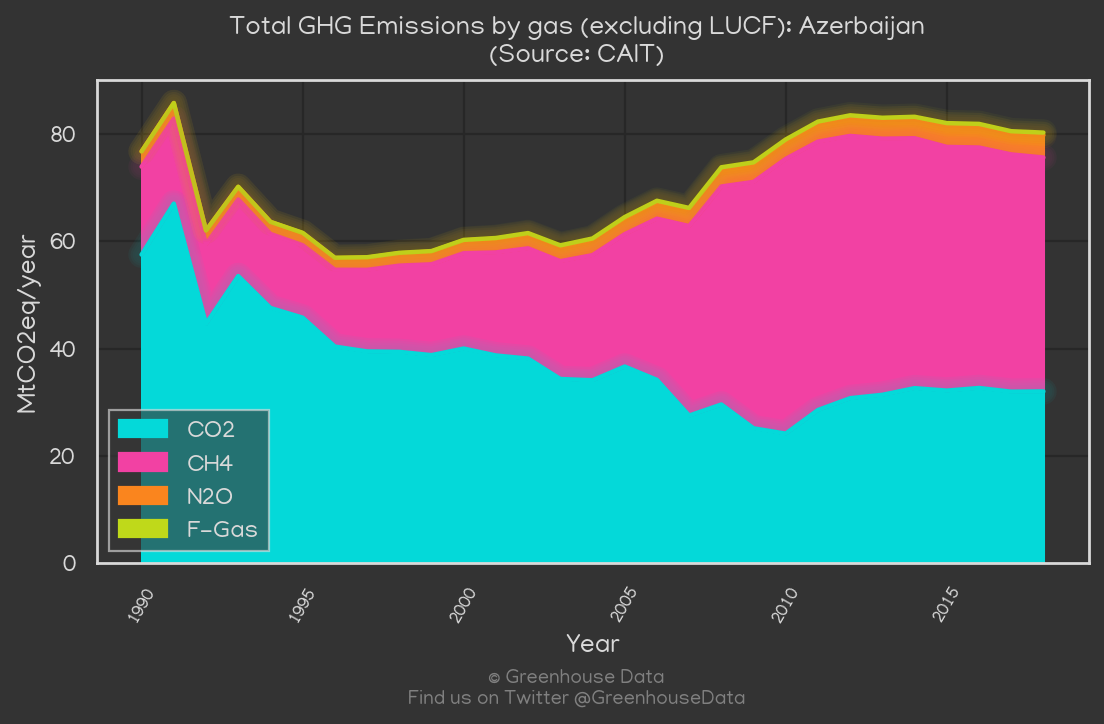 Total GHG Emissions by gas (excluding LUCF): Azerbaijan
(Source: CAIT)
MtCO2eq/year
80
60
40
20
0
CO2
CH4
N2O
F-Gas
1990
1995
2000
2005
2010
2015
Year
© Greenhouse Data
Find us on Twitter @GreenhouseData